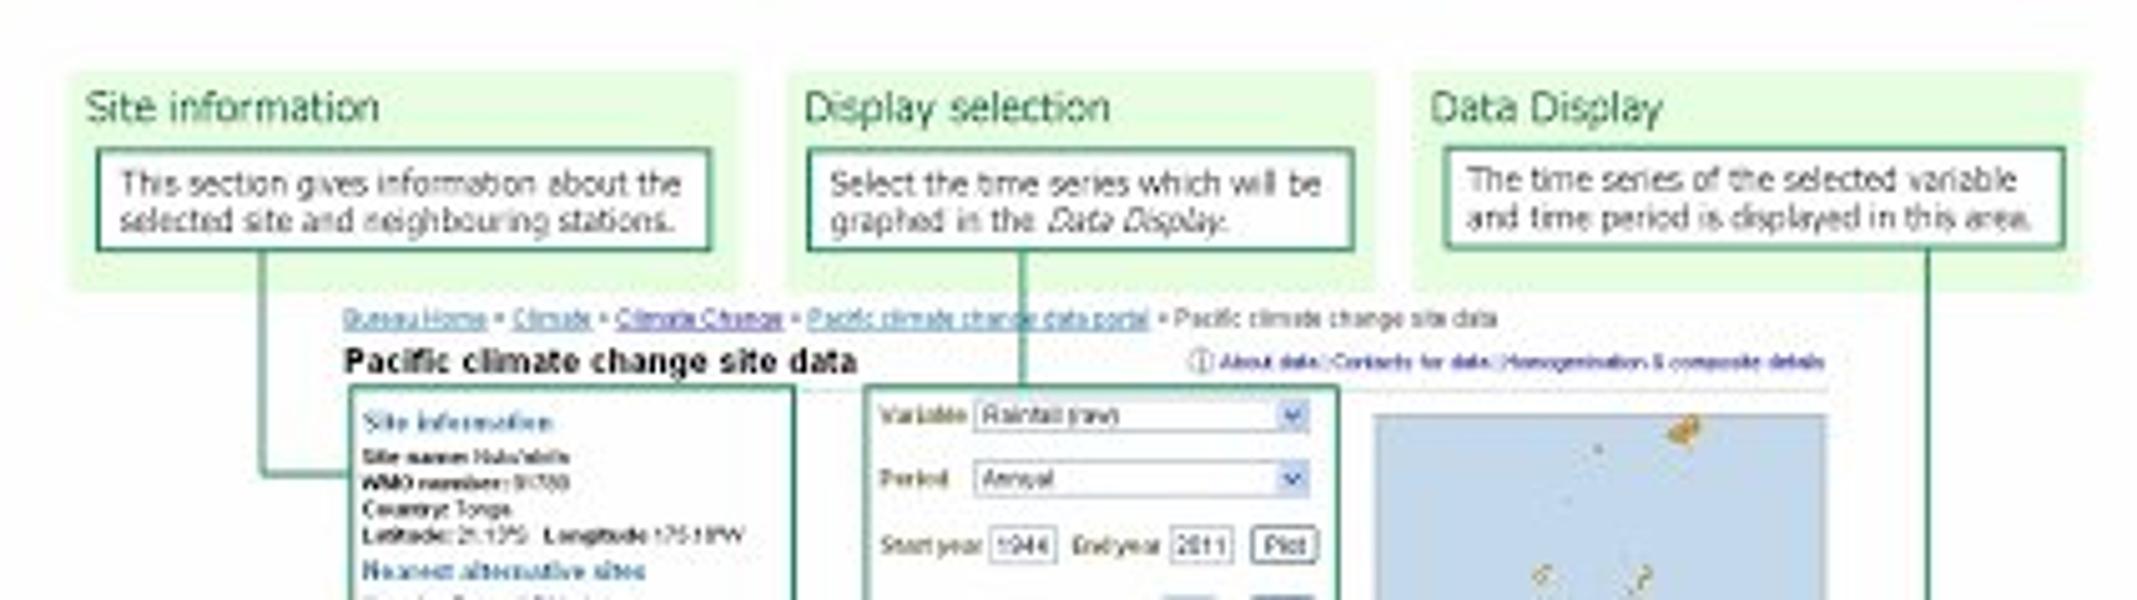 Site information
This section gives information about the
selected site and neighbouring stations.
Display selection
Select the time series which will be
graphed in the Data Display.
Data Display
The time series of the selected variable
and time period is displayed in this area.
Bureau Home » Climate » Climate Change » Pacific climate change data portal » Pacific climate change site data
Pacific climate change site data
About data | Contacts for data | Homogenisation & composite details
Site information
Site name: Nuku'alofa
WMO number:
Country: Tonga
Latitude: Longitude
Nearest alternative sites
Variable Rainfall (raw)
Period Annual
Start year 1944 End year 2011 Plot